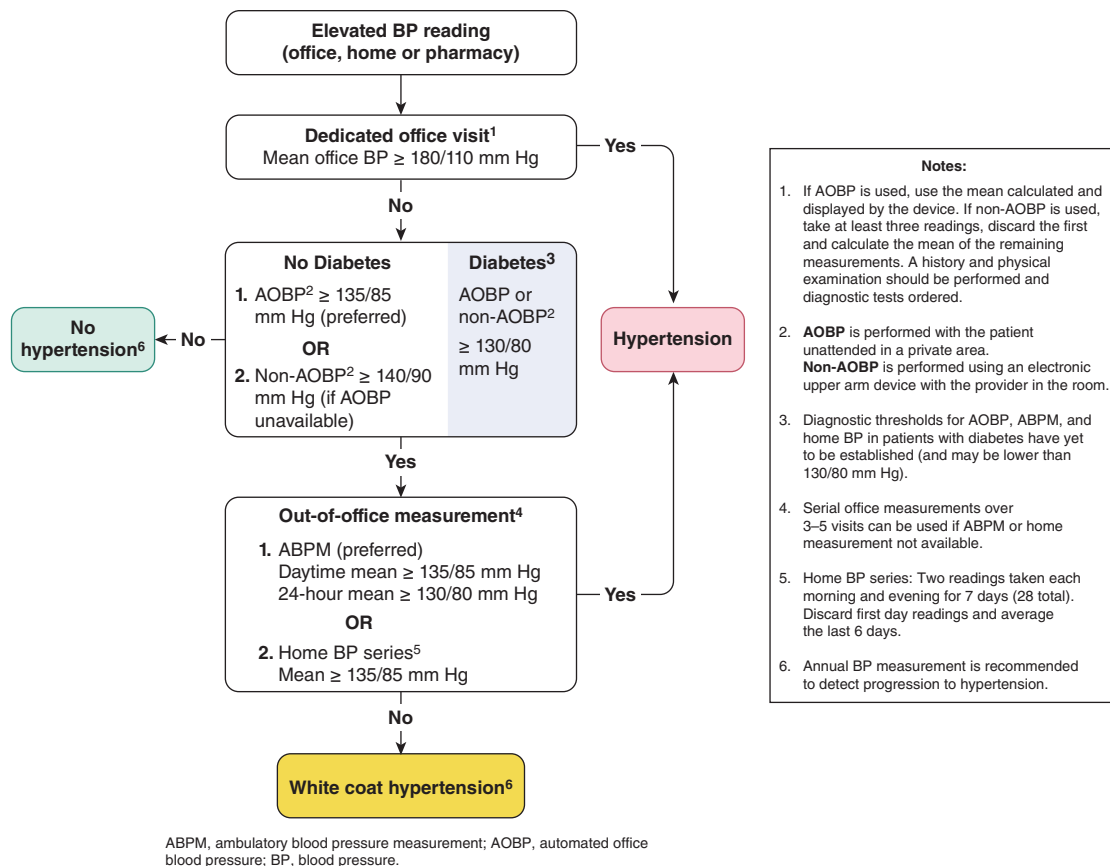 Elevated BP reading
(office, home or pharmacy)
Dedicated office visit¹
Mean office BP ≥ 180/110 mm Hg
Yes
No
No Diabetes
1. AOBP² ≥ 135/85
mm Hg (preferred)
OR
2. Non-AOBP² ≥ 140/90
mm Hg (if AOBP
unavailable)
Diabetes³
AOBP or
non-AOBP²
≥ 130/80
mm Hg
No
No
hypertension⁶
Hypertension
Yes
Out-of-office measurement⁴
1. ABPM (preferred)
Daytime mean ≥ 135/85 mm Hg
24-hour mean ≥ 130/80 mm Hg
OR
2. Home BP series⁵
Mean ≥ 135/85 mm Hg
Yes
No
White coat hypertension⁶
Notes:
1. If AOBP is used, use the mean calculated and
displayed by the device. If non-AOBP is used,
take at least three readings, discard the first
and calculate the mean of the remaining
measurements. A history and physical
examination should be performed and
diagnostic tests ordered.
2. AOBP is performed with the patient
unattended in a private area.
Non-AOBP is performed using an electronic
upper arm device with the provider in the room.
3. Diagnostic thresholds for AOBP, ABPM, and
home BP in patients with diabetes have yet
to be established (and may be lower than
130/80 mm Hg).
4. Serial office measurements over
3–5 visits can be used if ABPM or home
measurement not available.
5. Home BP series: Two readings taken each
morning and evening for 7 days (28 total).
Discard first day readings and average
the last 6 days.
6. Annual BP measurement is recommended
to detect progression to hypertension.
ABPM, ambulatory blood pressure measurement; AOBP, automated office
blood pressure; BP, blood pressure.